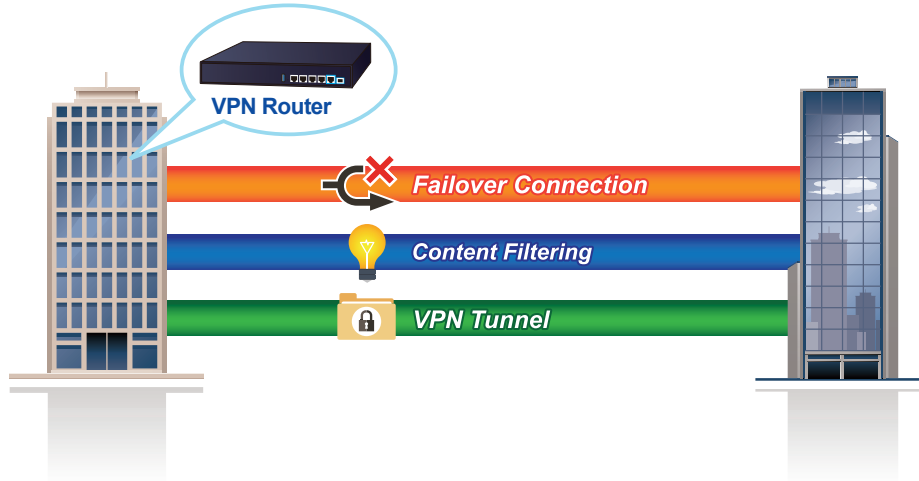 VPN Router
Failover Connection
Content Filtering
VPN Tunnel